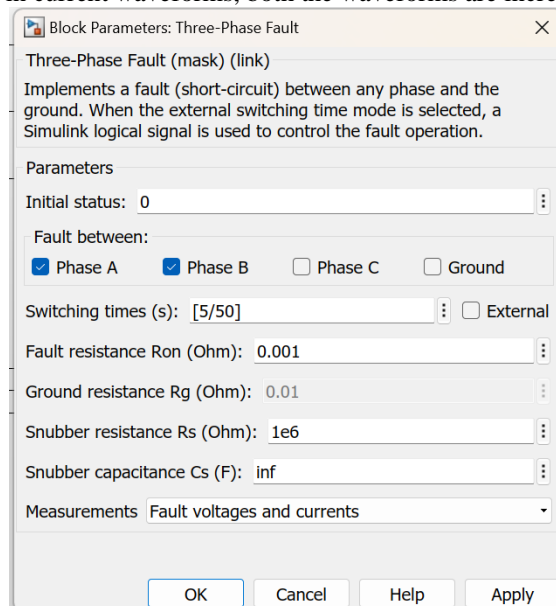 Block Parameters: Three-Phase Fault
Three-Phase Fault (mask) (link)
Implements a fault (short-circuit) between any phase and the
ground. When the external switching time mode is selected, a
Simulink logical signal is used to control the fault operation.
Parameters
Initial status: 0
Fault between:
Phase A Phase B Phase C Ground
Switching times (s): [5/50] External
Fault resistance Ron (Ohm): 0.001
Ground resistance Rg (Ohm): 0.01
Snubber resistance Rs (Ohm): 1e6
Snubber capacitance Cs (F): inf
Measurements Fault voltages and currents
OK Cancel Help Apply